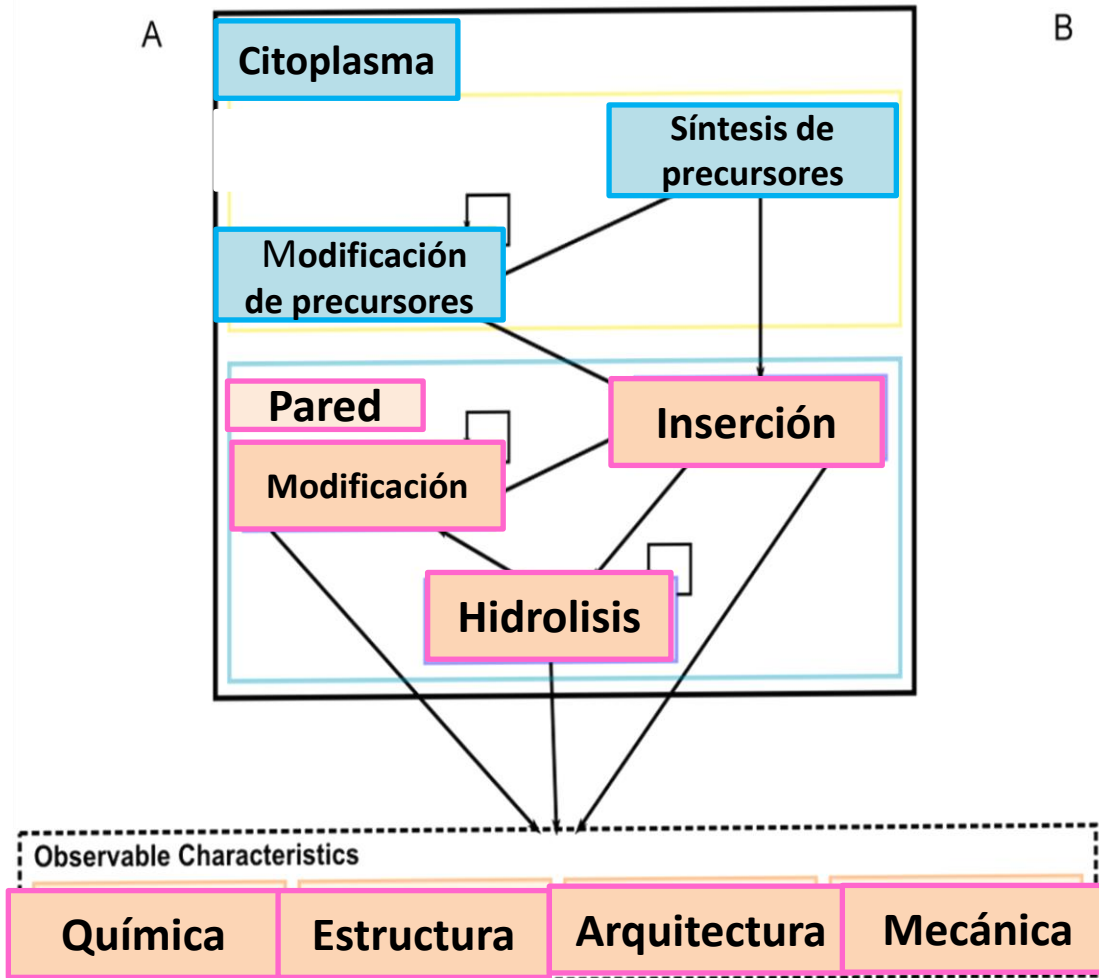 A
B
Citoplasma
Síntesis de
precursores
Modificación
de precursores
Pared
Inserción
Modificación
Hidrolisis
Observable Characteristics
Química
Estructura
Arquitectura
Mecánica